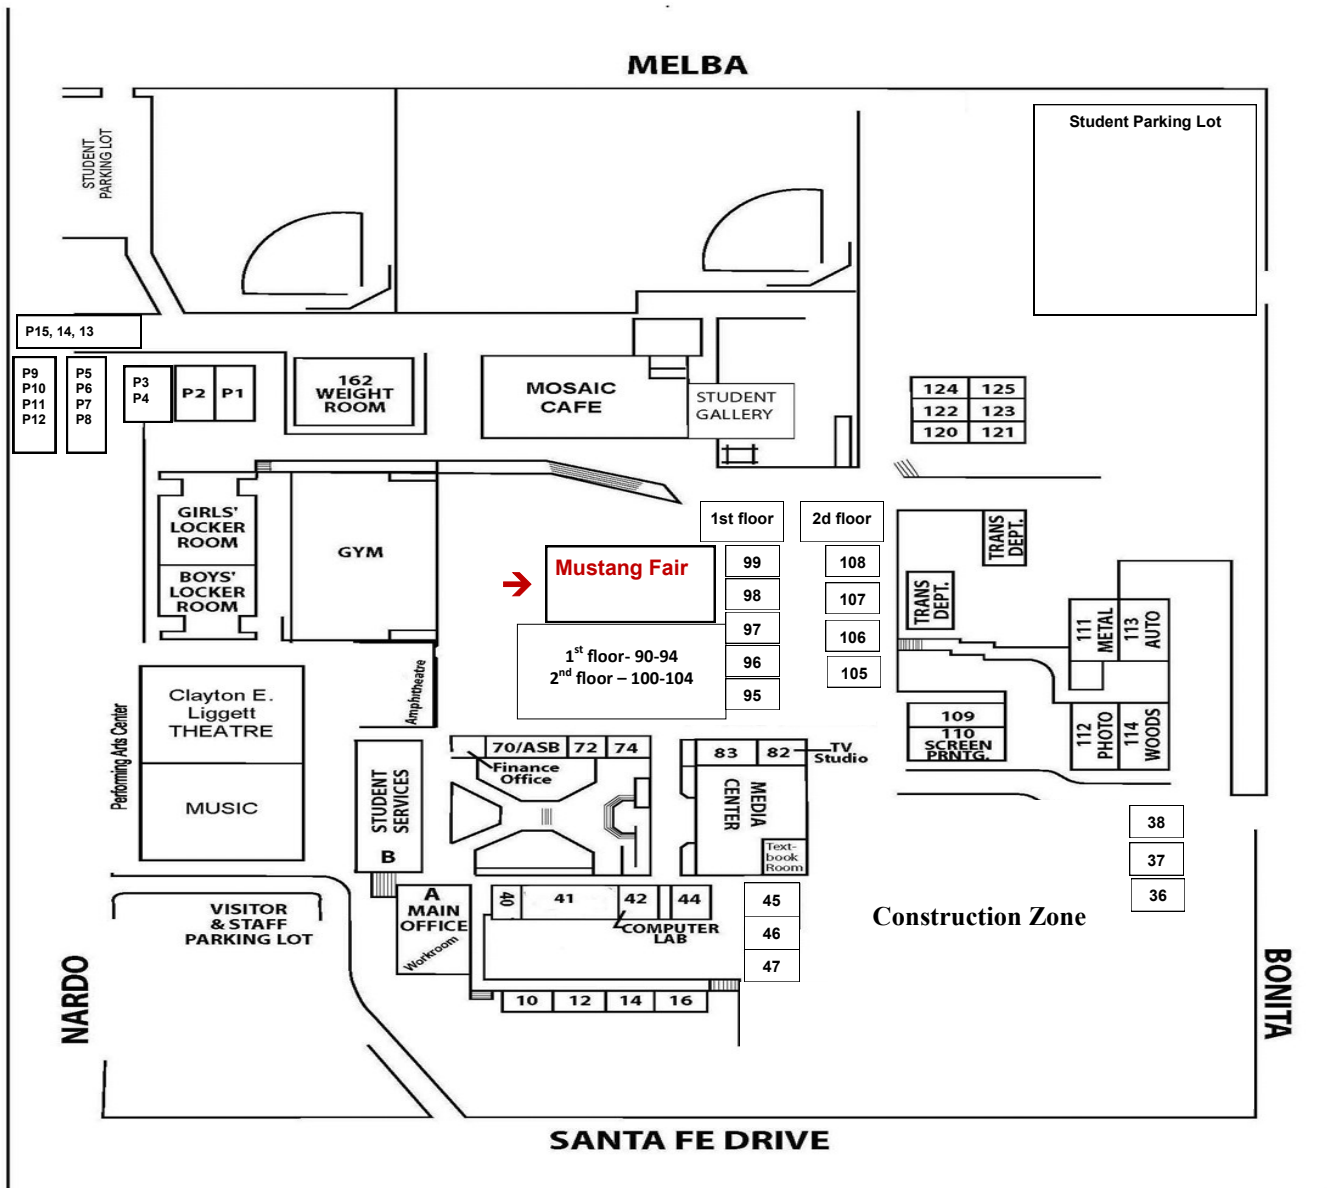 MELBA
Student Parking Lot
STUDENT
PARKING LOT
P15, 14, 13
P9
P10
P11
P12
P5
P6
P7
P8
P3
P4
P2
P1
162
WEIGHT
ROOM
MOSAIC
CAFE
STUDENT
GALLERY
124
125
122
123
120
121
GIRLS'
LOCKER
ROOM
BOYS'
LOCKER
ROOM
GYM
1st floor
2d floor
Mustang Fair
99
98
97
96
95
108
107
106
105
1st floor- 90-94
2nd floor – 100-104
TRANS
DEPT.
TRANS
DEPT.
111
METAL
113
AUTO
112
PHOTO
114
WOODS
109
110
SCREEN
PRNTG.
Clayton E.
Liggett
THEATRE
MUSIC
Performing Arts Center
Amphitheatre
STUDENT
SERVICES
B
70/ASB
72
74
Finance
Office
83
82
TV
Studio
MEDIA
CENTER
Text-
book
Room
38
37
36
A
MAIN
OFFICE
Workroom
40
41
42
44
COMPUTER
LAB
45
46
47
Construction Zone
VISITOR
& STAFF
PARKING LOT
10
12
14
16
NARDO
BONITA
SANTA FE DRIVE